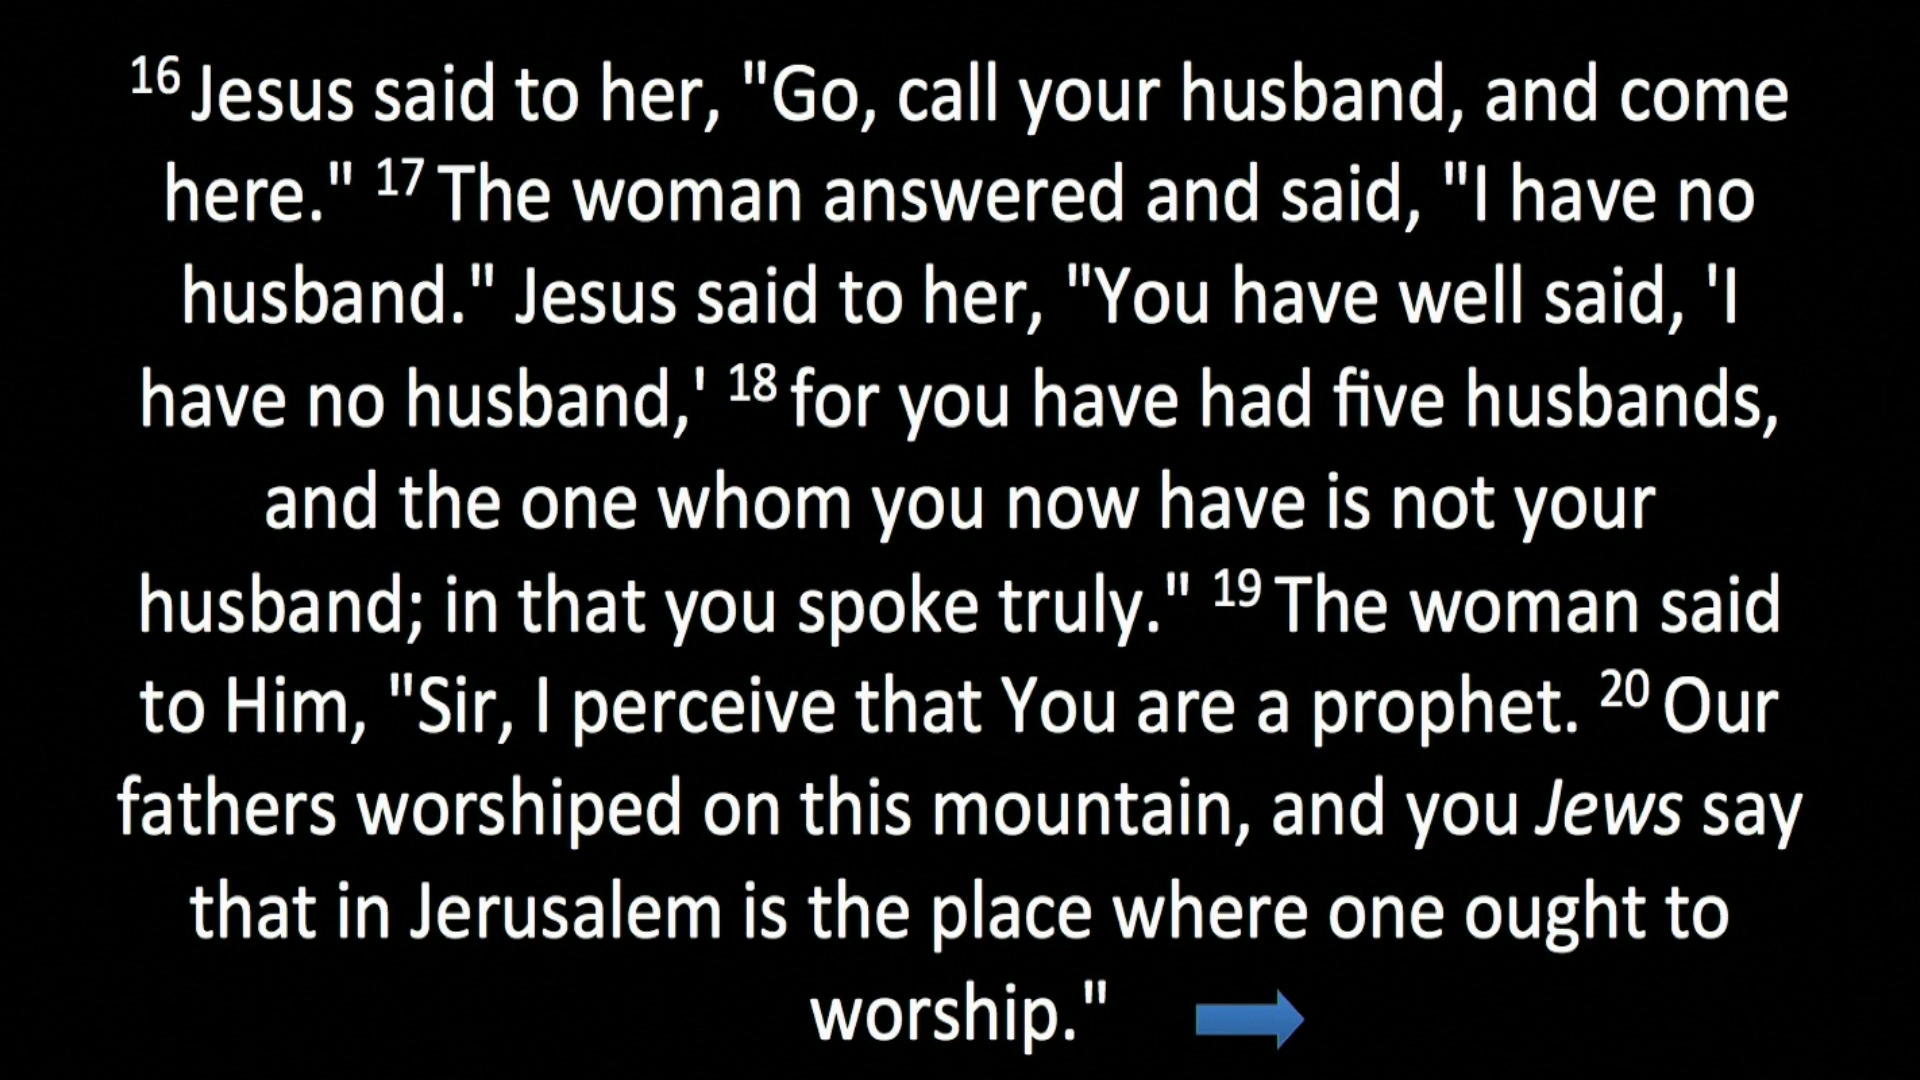 16 Jesus said to her, "Go, call your husband, and come
here." 17 The woman answered and said, "I have no
husband." Jesus said to her, "You have well said, 'I
have no husband,' 18 for you have had five husbands,
and the one whom you now have is not your
husband; in that you spoke truly." 19 The woman said
to Him, "Sir, I perceive that You are a prophet. 20 Our
fathers worshiped on this mountain, and you Jews say
that in Jerusalem is the place where one ought to
worship."